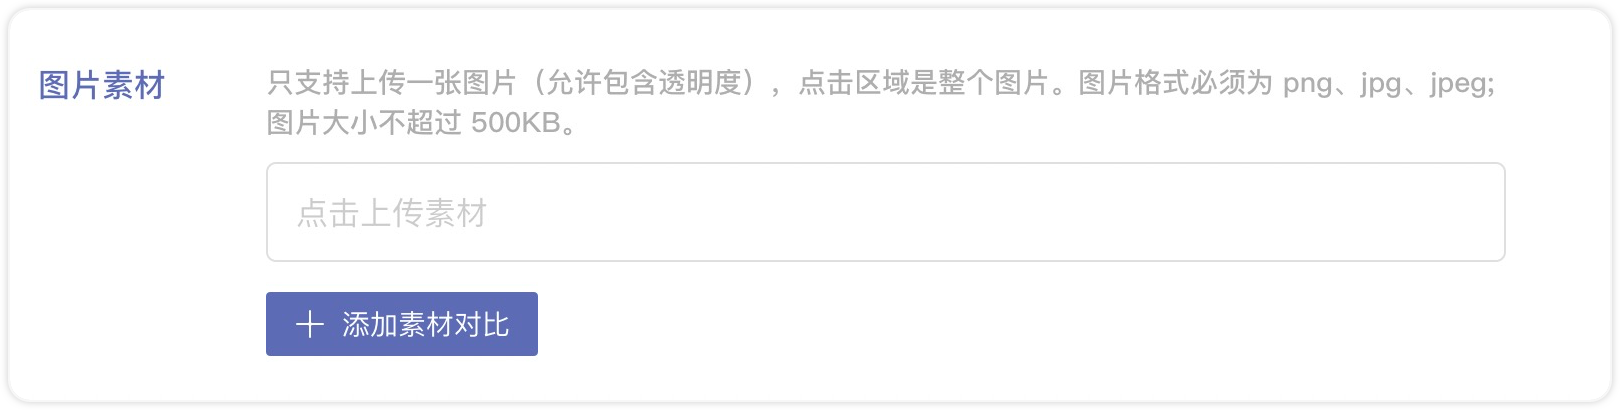 图片素材
只支持上传一张图片（允许包含透明度），点击区域是整个图片。图片格式必须为 png、jpg、jpeg;
图片大小不超过 500KB。
点击上传素材
添加素材对比